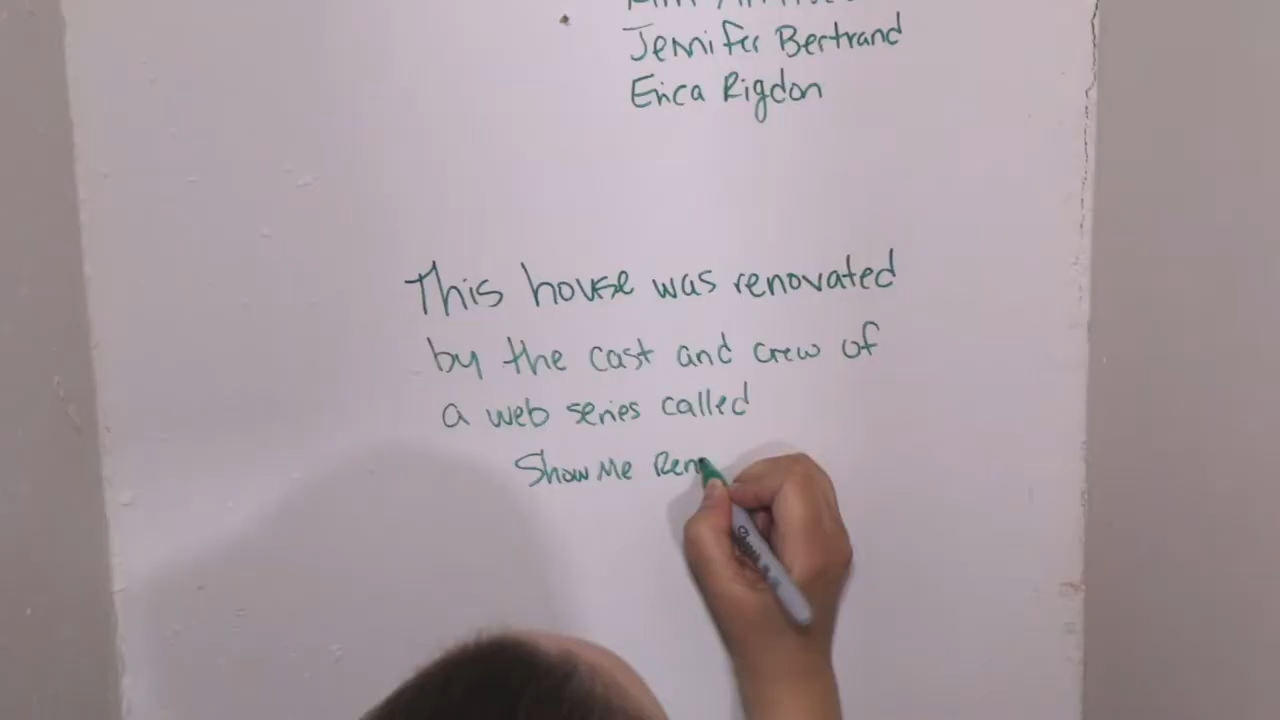 Jennifer Bertrand
Erica Rigdon
This house was renovated
by the cast and crew of
a web series called
Show Me Ren